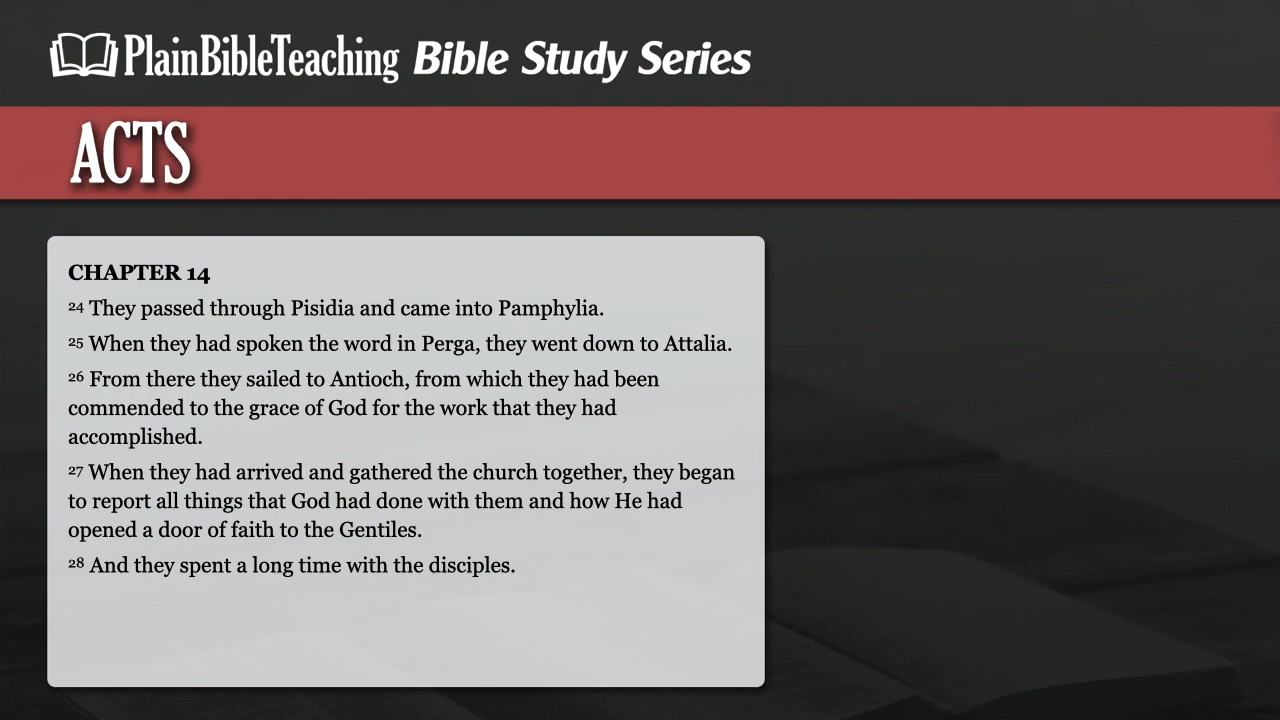 PlainBibleTeaching Bible Study Series
ACTS
CHAPTER 14
24 They passed through Pisidia and came into Pamphylia.
25 When they had spoken the word in Perga, they went down to Attalia.
26 From there they sailed to Antioch, from which they had been
commended to the grace of God for the work that they had
accomplished.
27 When they had arrived and gathered the church together, they began
to report all things that God had done with them and how He had
opened a door of faith to the Gentiles.
28 And they spent a long time with the disciples.